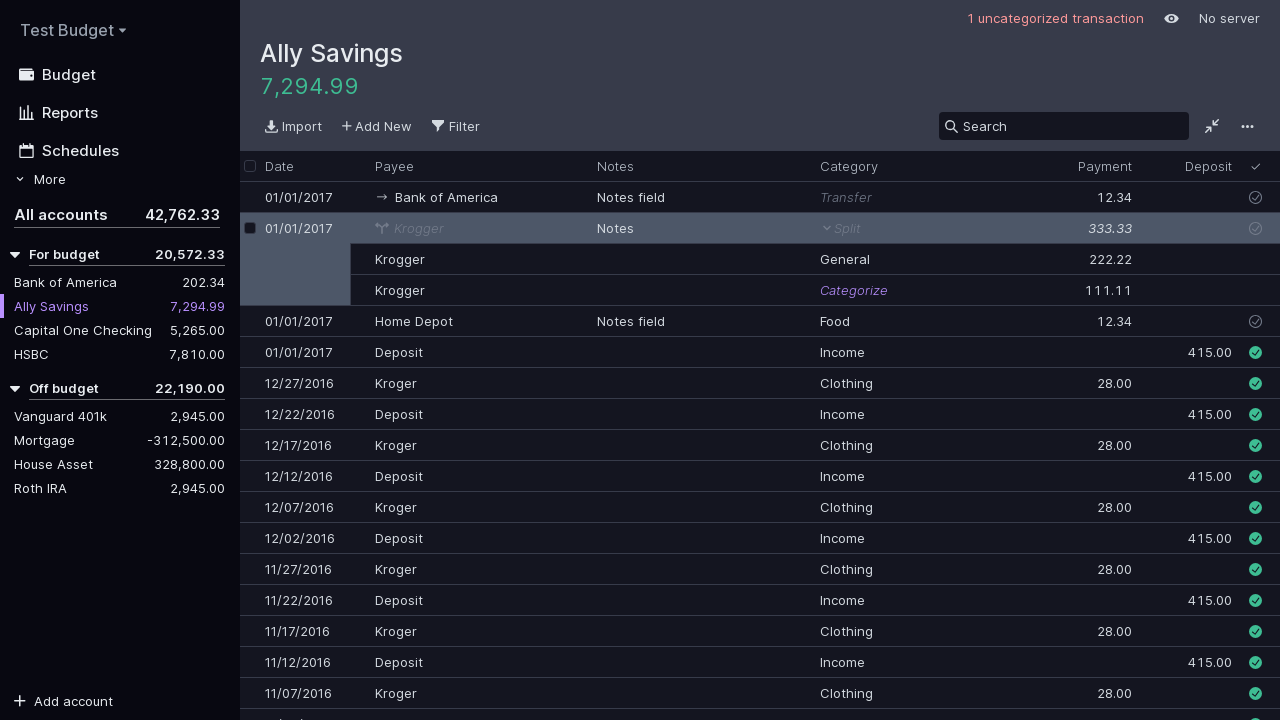 Test Budget
Budget
Reports
Schedules
More
All accounts 42,762.33
For budget 20,572.33
Bank of America 202.34
Ally Savings 7,294.99
Capital One Checking 5,265.00
HSBC 7,810.00
Off budget 22,190.00
Vanguard 401k 2,945.00
Mortgage -312,500.00
House Asset 328,800.00
Roth IRA 2,945.00
Add account
1 uncategorized transaction No server
Ally Savings
7,294.99
Import Add New Filter Search
Date Payee Notes Category Payment Deposit
01/01/2017 Bank of America Notes field Transfer 12.34
01/01/2017 Krogger Notes Split 333.33
Krogger General 222.22
Krogger Categorize 111.11
01/01/2017 Home Depot Notes field Food 12.34
01/01/2017 Deposit Income 415.00
12/27/2016 Kroger Clothing 28.00
12/22/2016 Deposit Income 415.00
12/17/2016 Kroger Clothing 28.00
12/12/2016 Deposit Income 415.00
12/07/2016 Kroger Clothing 28.00
12/02/2016 Deposit Income 415.00
11/27/2016 Kroger Clothing 28.00
11/22/2016 Deposit Income 415.00
11/17/2016 Kroger Clothing 28.00
11/12/2016 Deposit Income 415.00
11/07/2016 Kroger Clothing 28.00